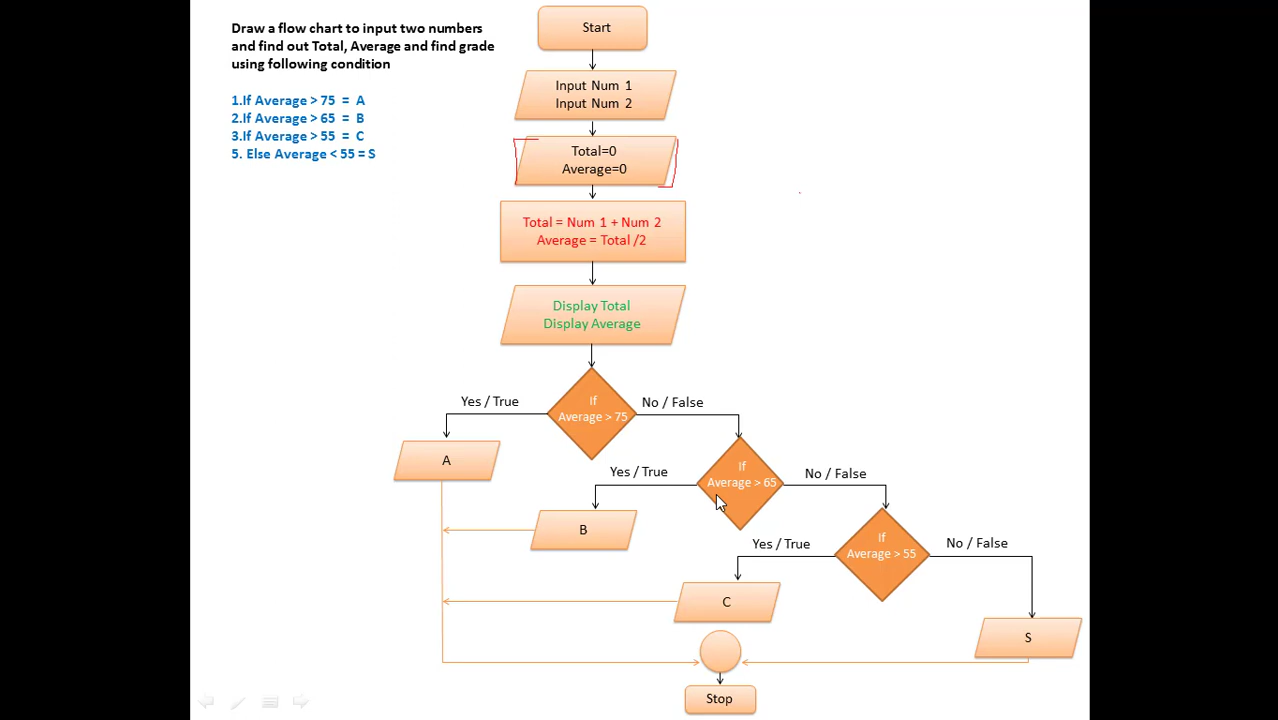 Draw a flow chart to input two numbers
and find out Total, Average and find grade
using following condition
1.If Average > 75 = A
2.If Average > 65 = B
3.If Average > 55 = C
5. Else Average < 55 = S
Start
Input Num 1
Input Num 2
Total=0
Average=0
Total = Num 1 + Num 2
Average = Total /2
Display Total
Display Average
If
Average > 75
Yes / True
No / False
A
If
Average > 65
Yes / True
No / False
B
If
Average > 55
Yes / True
No / False
C
S
Stop